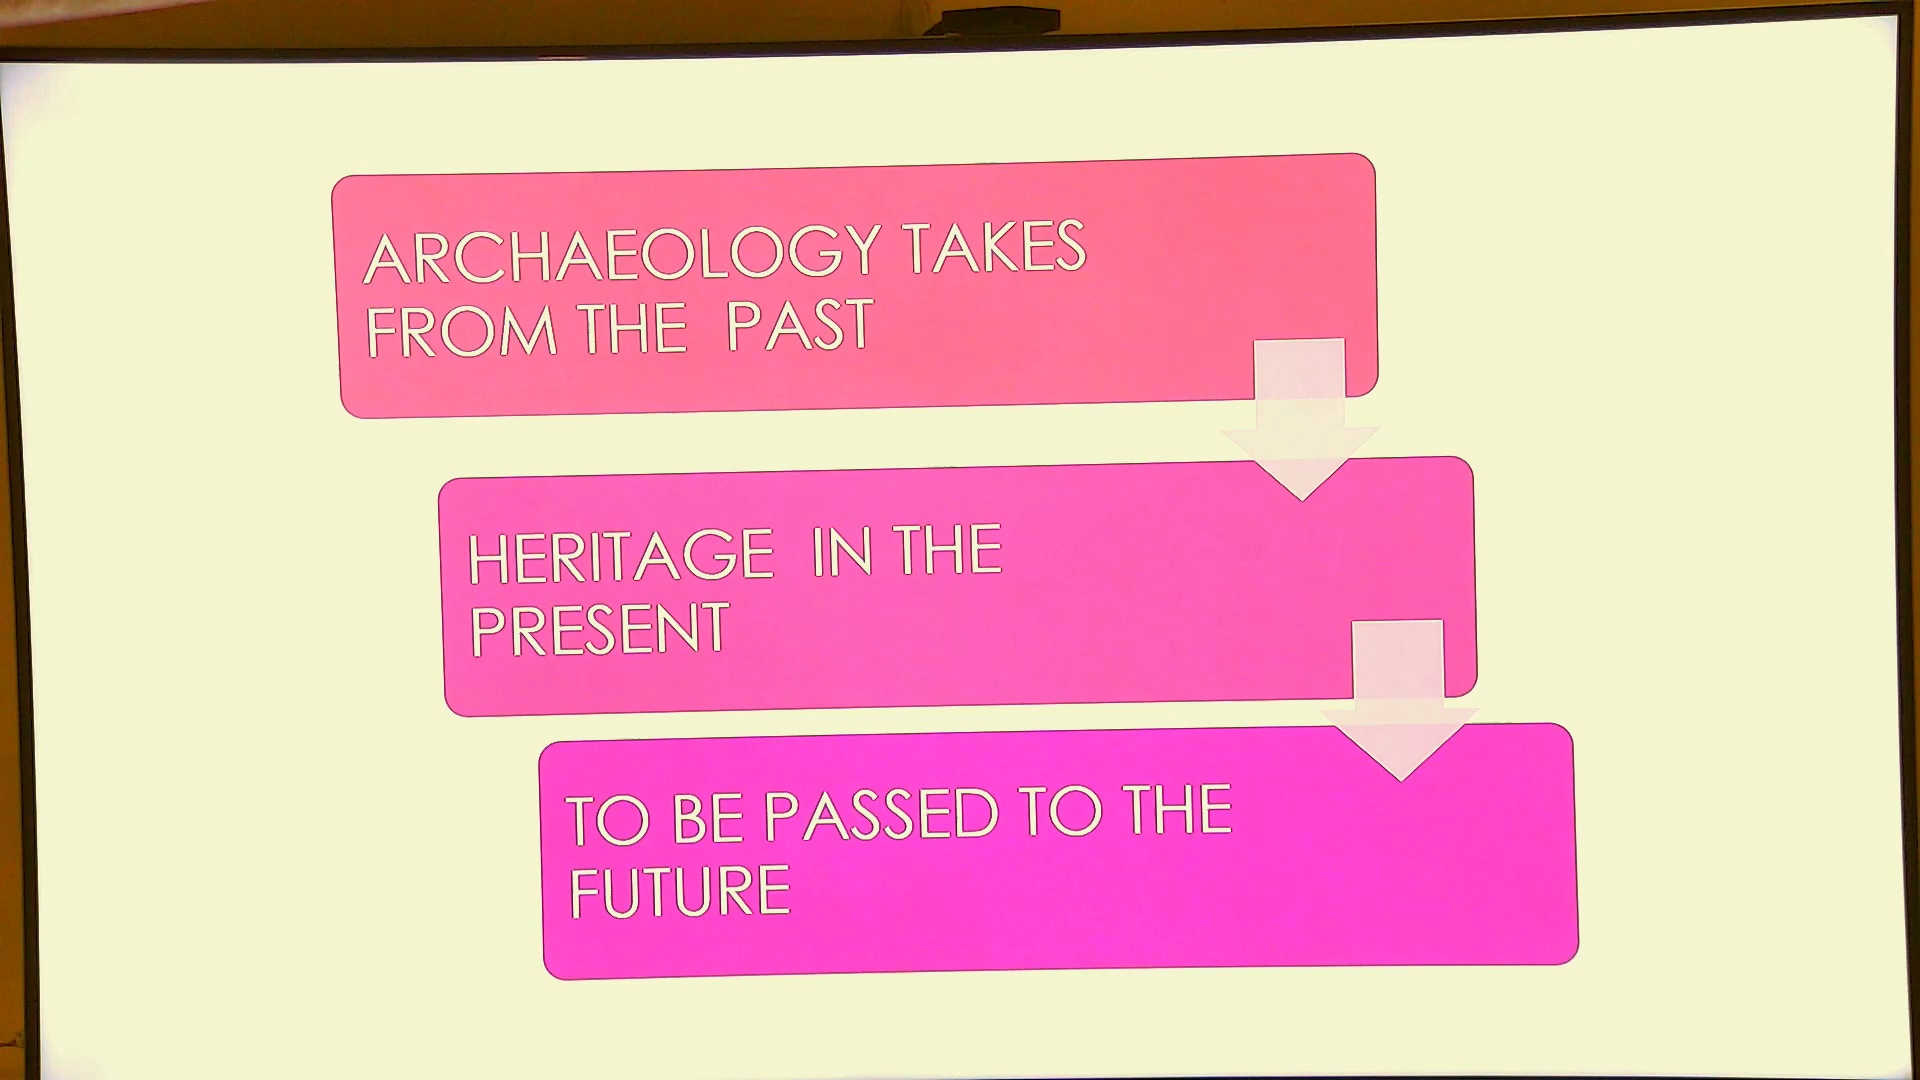 ARCHAEOLOGY TAKES
FROM THE PAST
HERITAGE IN THE
PRESENT
TO BE PASSED TO THE
FUTURE